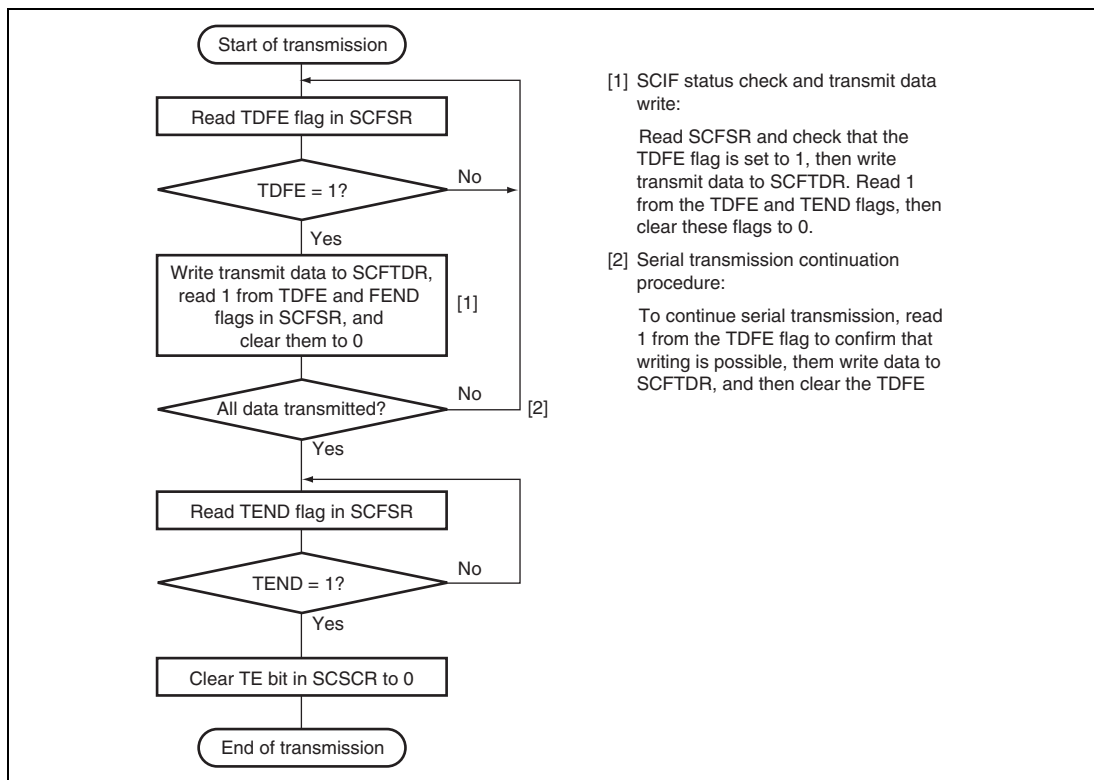 Start of transmission
Read TDFE flag in SCFSR
TDFE = 1?
No
Yes
Write transmit data to SCFTDR,
read 1 from TDFE and FEND
flags in SCFSR, and
clear them to 0
[1]
All data transmitted?
No
[2]
Yes
Read TEND flag in SCFSR
TEND = 1?
No
Yes
Clear TE bit in SCSCR to 0
End of transmission
[1] SCIF status check and transmit data
write:
Read SCFSR and check that the
TDFE flag is set to 1, then write
transmit data to SCFTDR. Read 1
from the TDFE and TEND flags, then
clear these flags to 0.
[2] Serial transmission continuation
procedure:
To continue serial transmission, read
1 from the TDFE flag to confirm that
writing is possible, them write data to
SCFTDR, and then clear the TDFE